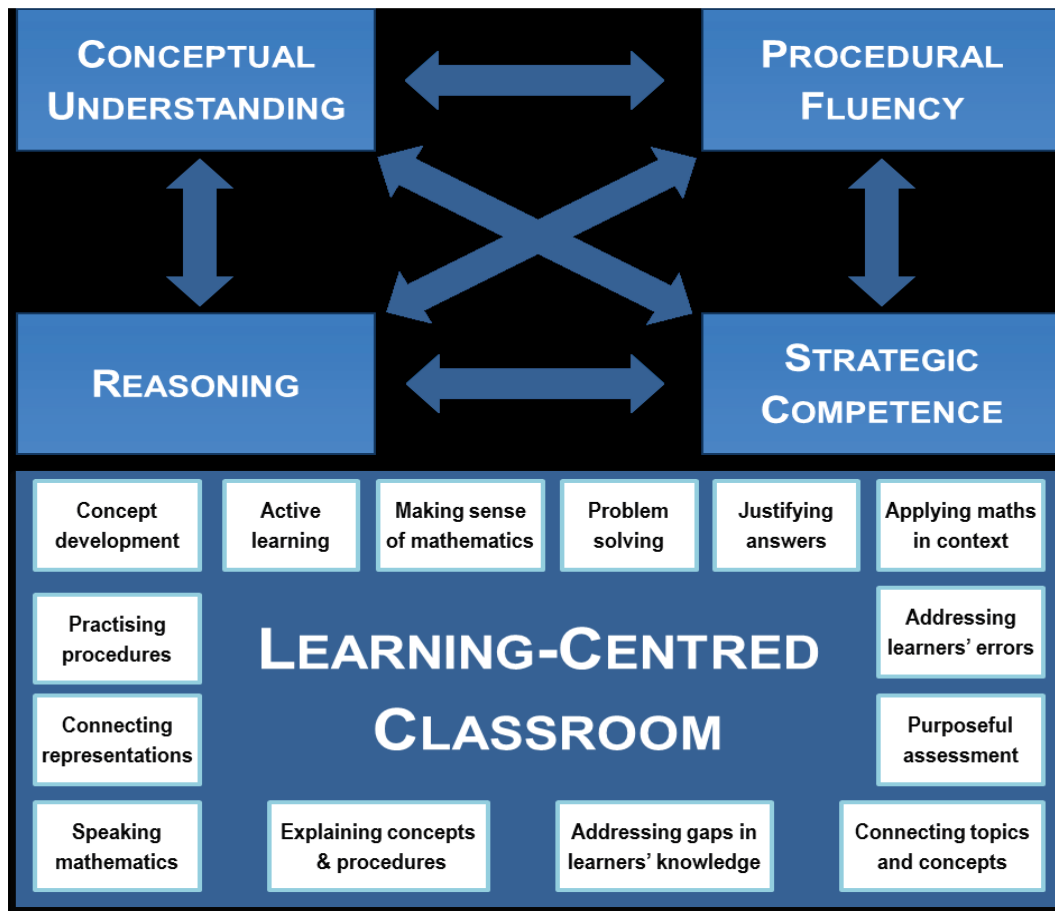 CONCEPTUAL
UNDERSTANDING
PROCEDURAL
FLUENCY
REASONING
STRATEGIC
COMPETENCE
Concept
development
Active
learning
Making sense
of mathematics
Problem
solving
Justifying
answers
Applying maths
in context
Practising
procedures
LEARNING-CENTRED
CLASSROOM
Addressing
learners’ errors
Connecting
representations
Purposeful
assessment
Speaking
mathematics
Explaining concepts
& procedures
Addressing gaps in
learners’ knowledge
Connecting topics
and concepts